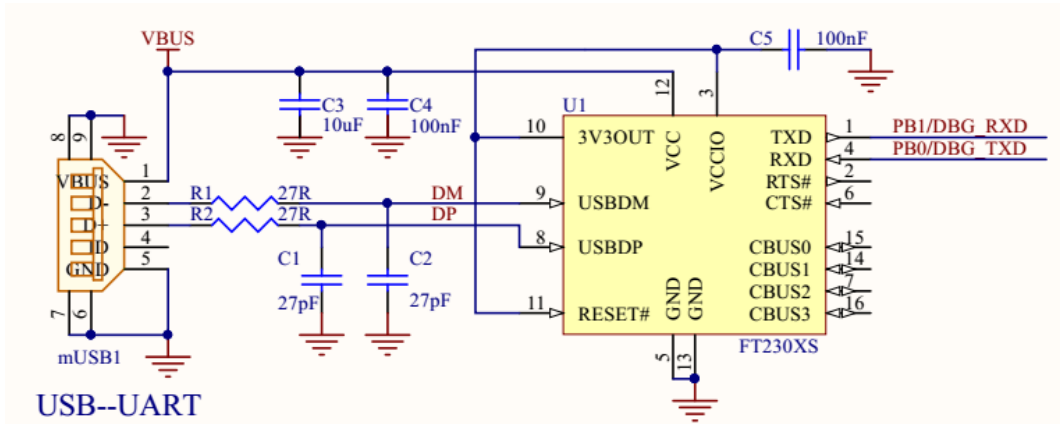 VBUS
C5
100nF
C3
10uF
C4
100nF
12
3
U1
8
9
10
3V3OUT
VCC
VCCIO
TXD
1
PB1/DBG_RXD
RXD
4
PB0/DBG_TXD
VBUS
1
RTS#
2
D-
2
R1
27R
DM
9
USBDM
CTS#
6
D+
3
R2
27R
DP
ID
4
8
USBDP
CBUS0
15
GND
5
C1
C2
CBUS1
14
CBUS2
7
27pF
27pF
11
RESET#
GND
GND
CBUS3
16
7
6
mUSB1
5
13
FT230XS
USB--UART